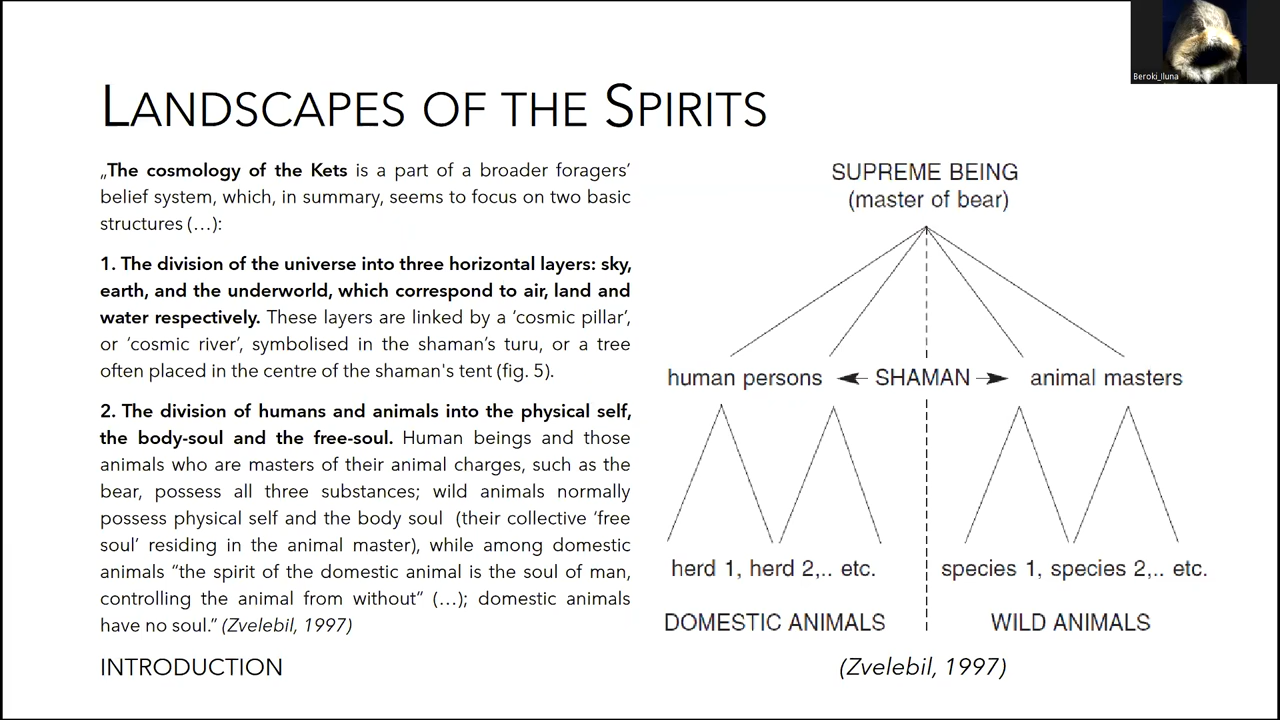 Beroki_Iluna
LANDSCAPES OF THE SPIRITS
„The cosmology of the Kets is a part of a broader foragers’
belief system, which, in summary, seems to focus on two basic
structures (…):
1. The division of the universe into three horizontal layers: sky,
earth, and the underworld, which correspond to air, land and
water respectively. These layers are linked by a ‘cosmic pillar’,
or ‘cosmic river’, symbolised in the shaman’s turu, or a tree
often placed in the centre of the shaman's tent (fig. 5).
2. The division of humans and animals into the physical self,
the body-soul and the free-soul. Human beings and those
animals who are masters of their animal charges, such as the
bear, possess all three substances; wild animals normally
possess physical self and the body soul (their collective ‘free
soul’ residing in the animal master), while among domestic
animals “the spirit of the domestic animal is the soul of man,
controlling the animal from without” (…); domestic animals
have no soul.” (Zvelebil, 1997)
INTRODUCTION
SUPREME BEING
(master of bear)
human persons SHAMAN animal masters
herd 1, herd 2,.. etc. species 1, species 2,.. etc.
DOMESTIC ANIMALS WILD ANIMALS
(Zvelebil, 1997)